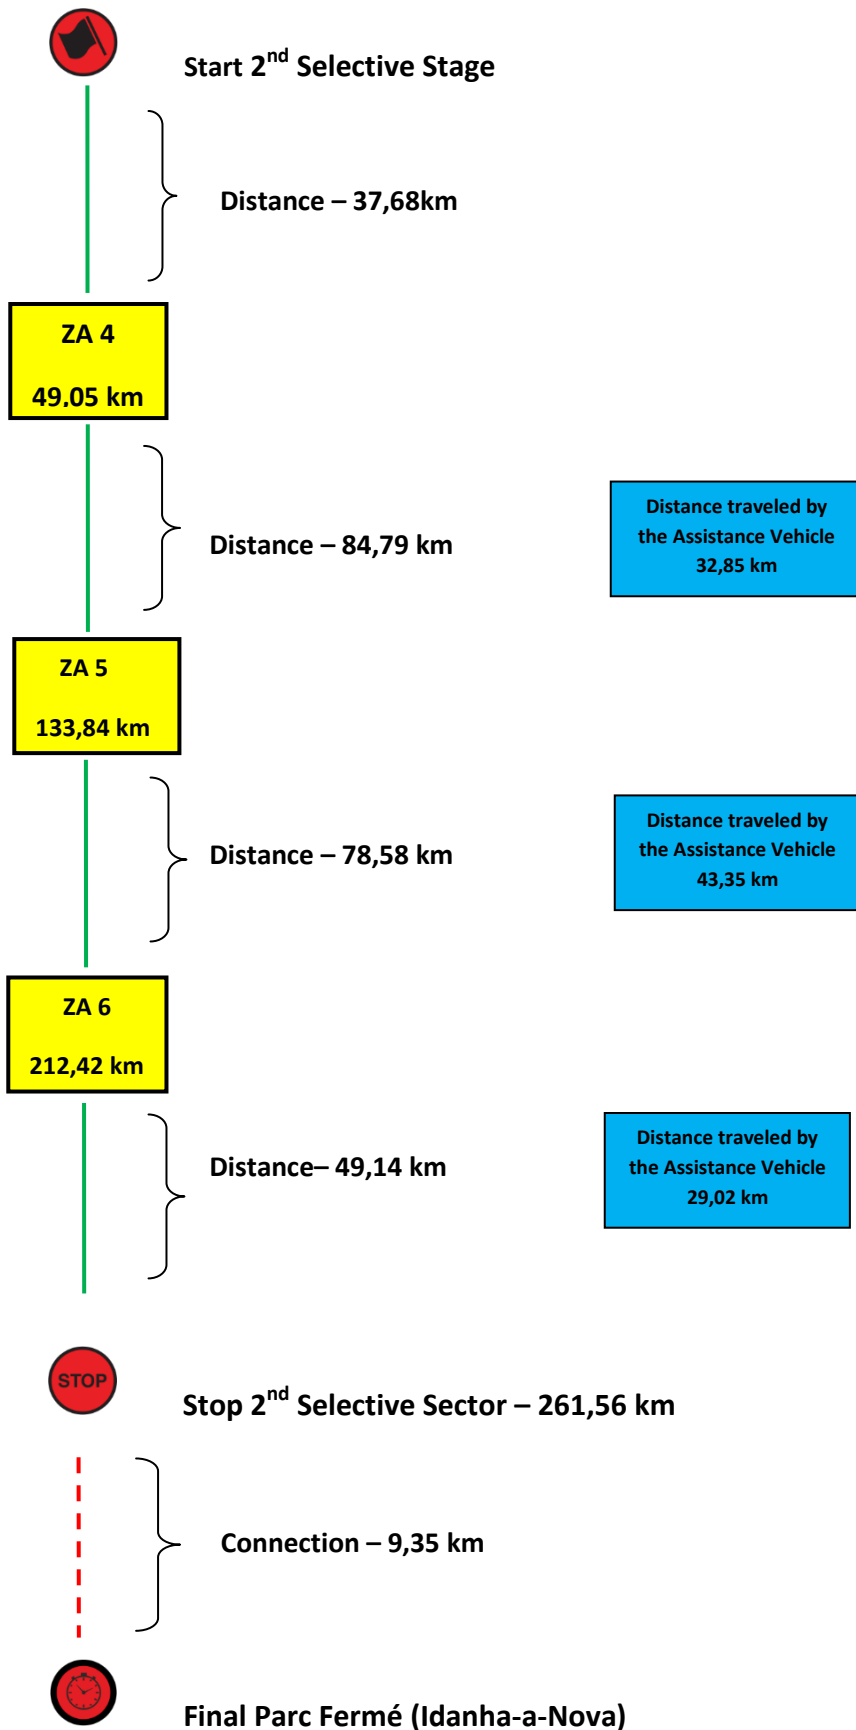 Start 2nd Selective Stage
Distance – 37,68km
ZA 4
49,05 km
Distance – 84,79 km
Distance traveled by
the Assistance Vehicle
32,85 km
ZA 5
133,84 km
Distance – 78,58 km
Distance traveled by
the Assistance Vehicle
43,35 km
ZA 6
212,42 km
Distance– 49,14 km
Distance traveled by
the Assistance Vehicle
29,02 km
STOP
Stop 2nd Selective Sector – 261,56 km
Connection – 9,35 km
Final Parc Fermé (Idanha-a-Nova)